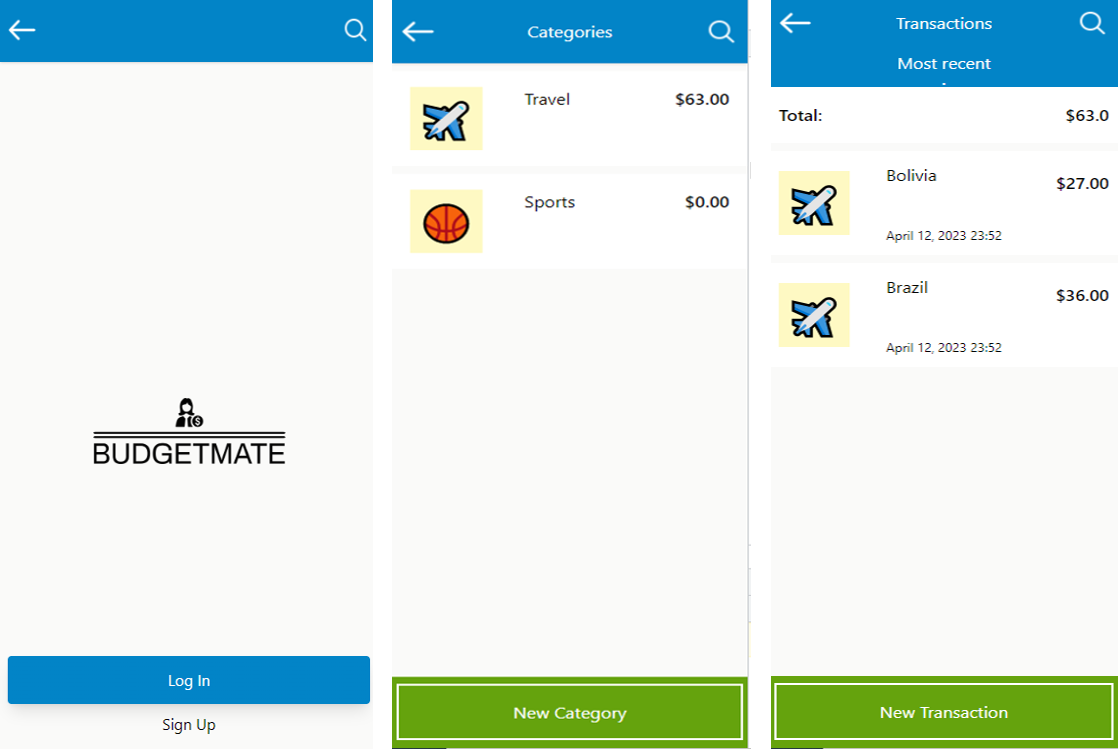 BUDGETMATE
Log In
Sign Up
Categories
Travel $63.00
Sports $0.00
New Category
Transactions
Most recent
Total: $63.0
Bolivia
$27.00
April 12, 2023 23:52
Brazil
$36.00
April 12, 2023 23:52
New Transaction